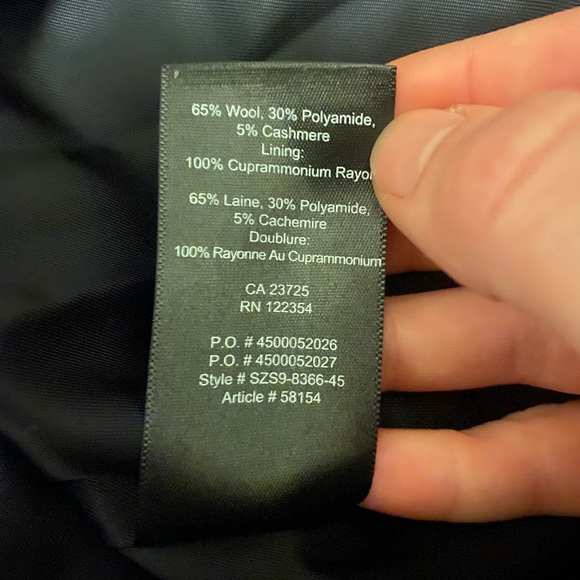 65% Wool, 30% Polyamide,
5% Cashmere
Lining:
100% Cuprammonium Rayo
65% Laine, 30% Polyamide,
5% Cachemire
Doublure:
100% Rayonne Au Cuprammonium
CA 23725
RN 122354
P.O. # 4500052026
P.O. # 4500052027
Style # SZS9-8366-45
Article # 58154